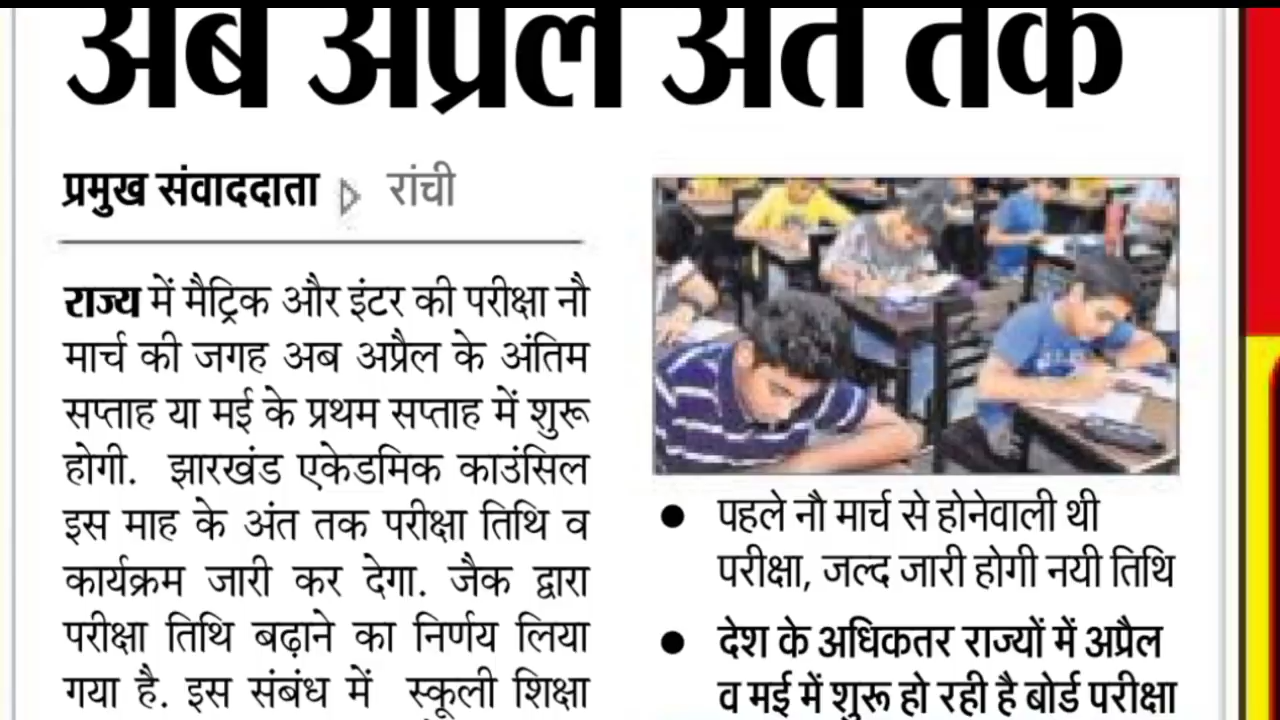 अब अप्रैल अंत तक
प्रमुख संवाददाता ▷ रांची
राज्य में मैट्रिक और इंटर की परीक्षा नौ
मार्च की जगह अब अप्रैल के अंतिम
सप्ताह या मई के प्रथम सप्ताह में शुरू
होगी. झारखंड एकेडमिक काउंसिल
इस माह के अंत तक परीक्षा तिथि व
कार्यक्रम जारी कर देगा. जैक द्वारा
परीक्षा तिथि बढ़ाने का निर्णय लिया
गया है. इस संबंध में स्कूली शिक्षा
● पहले नौ मार्च से होनेवाली थी
परीक्षा, जल्द जारी होगी नयी तिथि
● देश के अधिकतर राज्यों में अप्रैल
व मई में शुरू हो रही है बोर्ड परीक्षा